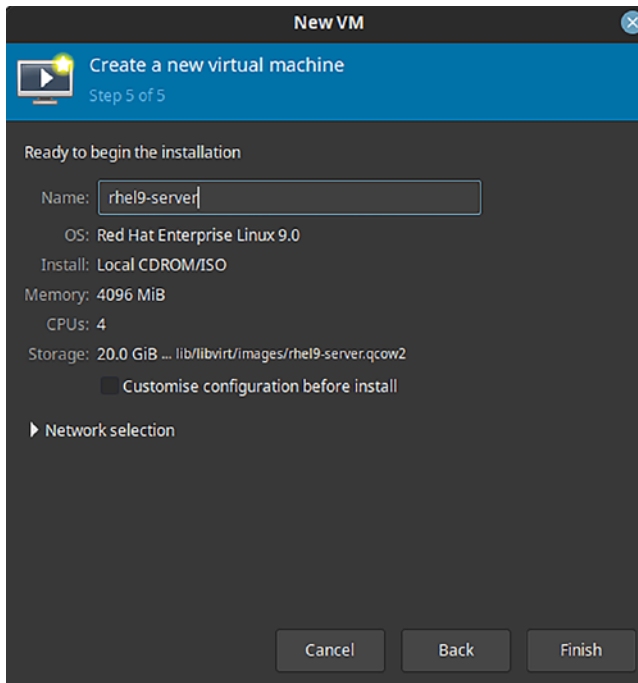 New VM
Create a new virtual machine
Step 5 of 5
Ready to begin the installation
Name: rhel9-server
OS: Red Hat Enterprise Linux 9.0
Install: Local CDROM/ISO
Memory: 4096 MiB
CPUs: 4
Storage: 20.0 GiB ... lib/libvirt/images/rhel9-server.qcow2
Customise configuration before install
Network selection
Cancel Back Finish